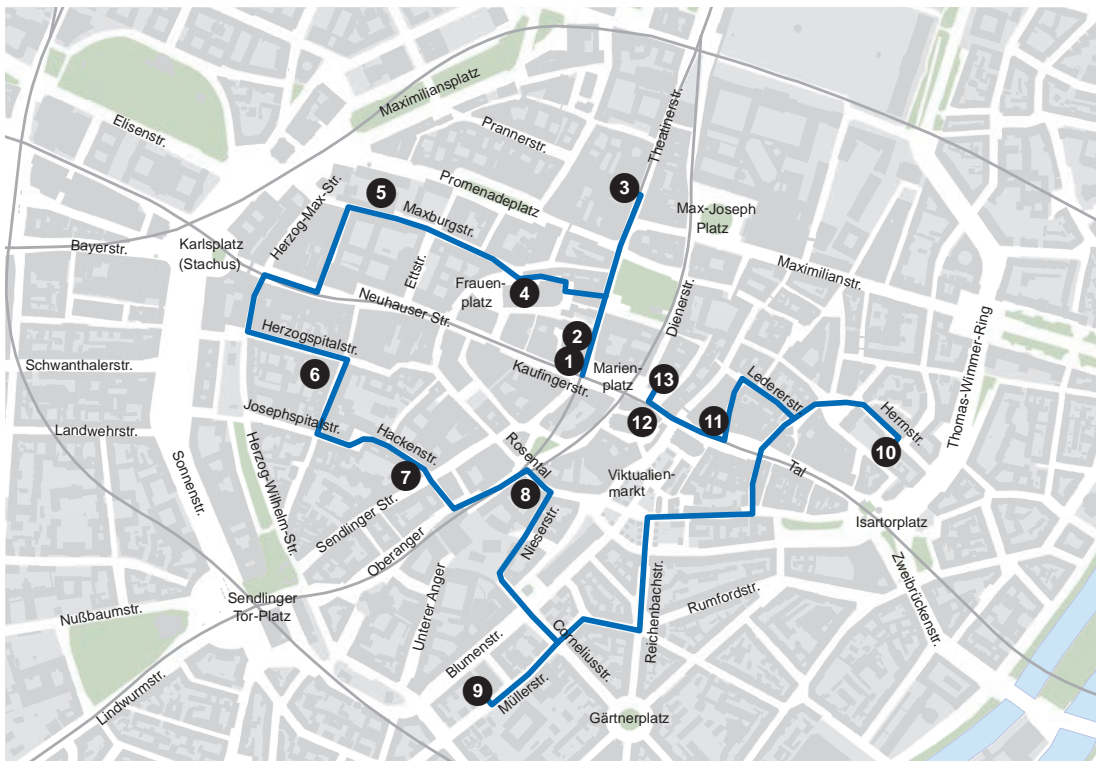 Theatinerstr.
Maximiliansplatz
Elisenstr.
Prannerstr.
3
5
Promenadeplatz
Max-Joseph
Platz
Herzog-Max-Str.
Maxburgstr.
Bayerstr.
Karlsplatz
(Stachus)
Ettstr.
Frauen-
platz
4
Maximilianstr.
Neuhauser Str.
Dienerstr.
Thomas-Wimmer-Ring
Herzogspitalstr.
2
1
Schwanthalerstr.
6
Kaufingerstr.
Marien-
platz
13
Ledererstr.
Josephspitalstr.
12
11
Herrnstr.
10
Landwehrstr.
Hackenstr.
Rosental
7
Sonnenstr.
Herzog-Wilhelm-Str.
Viktualien-
markt
Tal
8
Sendlinger Str.
Isartorplatz
Oberanger
Nieserstr.
Zweibrückenstr.
Sendlinger
Tor-Platz
Nußbaumstr.
Unterer Anger
Reichenbachstr.
Rumfordstr.
Blumenstr.
Corneliusstr.
Lindwurmstr.
9
Müllerstr.
Gärtnerplatz